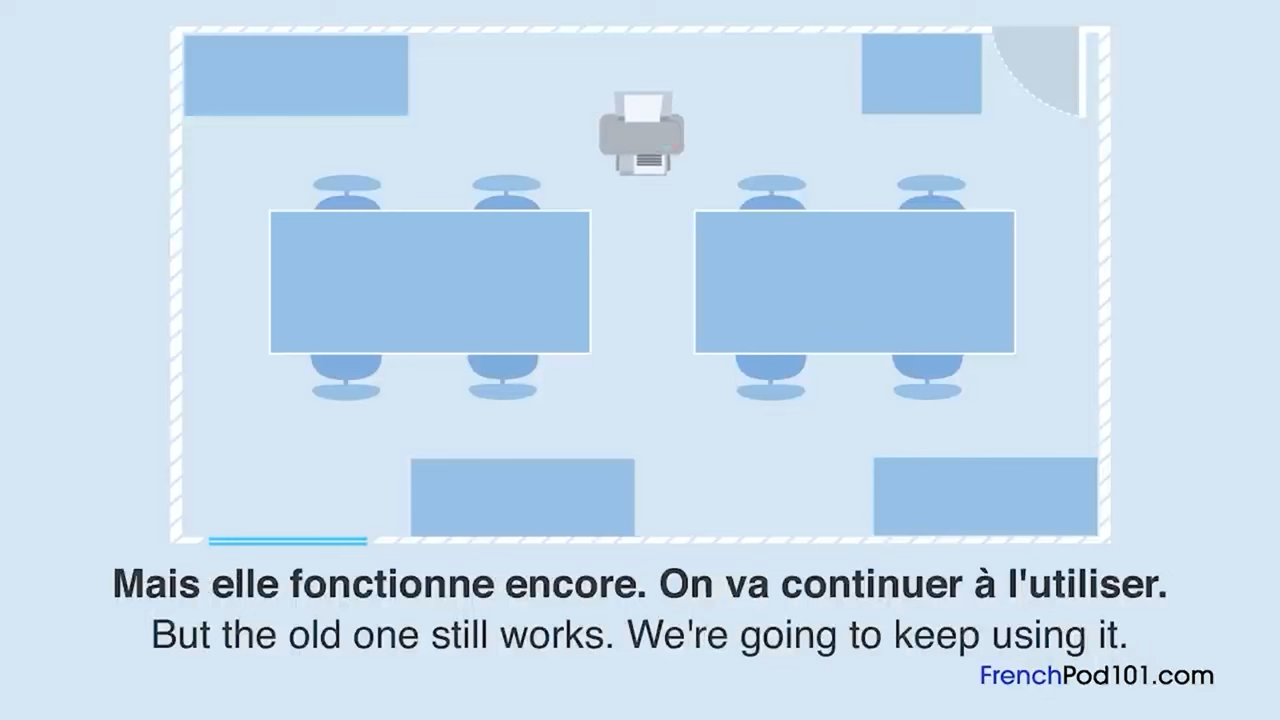 Mais elle fonctionne encore. On va continuer à l'utiliser.
But the old one still works. We're going to keep using it.
FrenchPod101.com